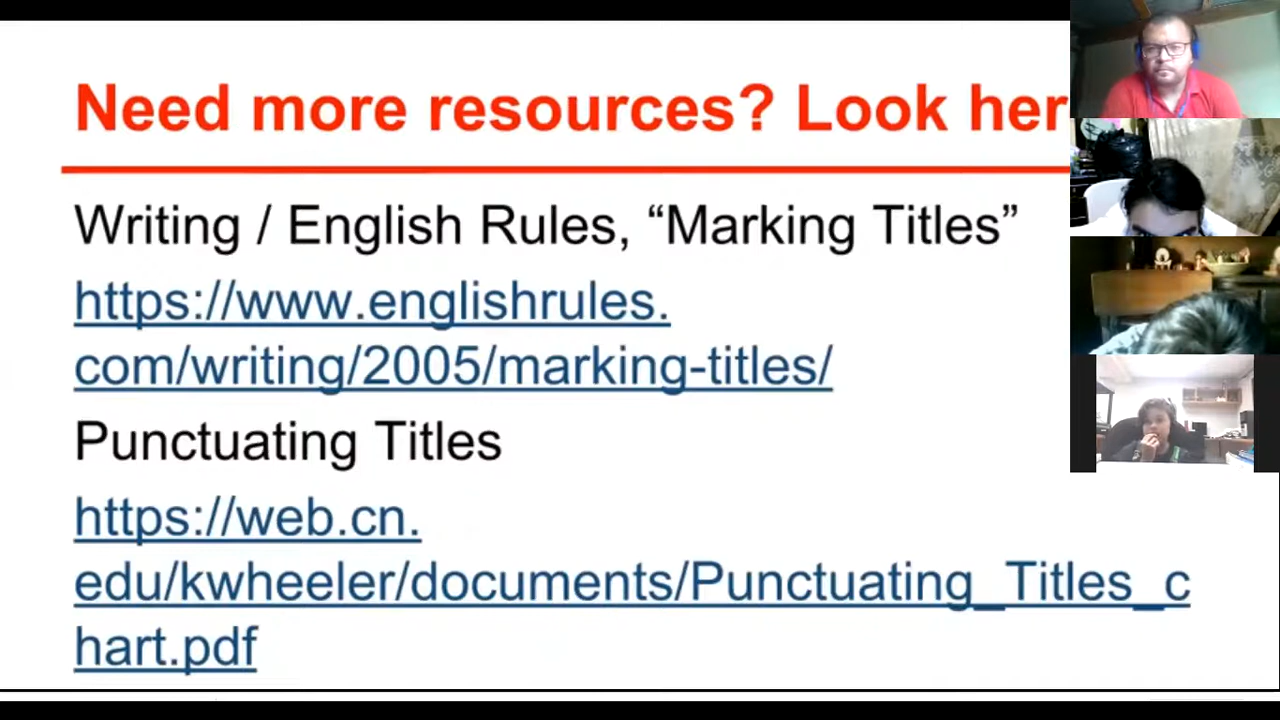 Need more resources? Look her
Writing / English Rules, “Marking Titles”
https://www.englishrules.
com/writing/2005/marking-titles/
Punctuating Titles
https://web.cn.
edu/kwheeler/documents/Punctuating_Titles_c
hart.pdf